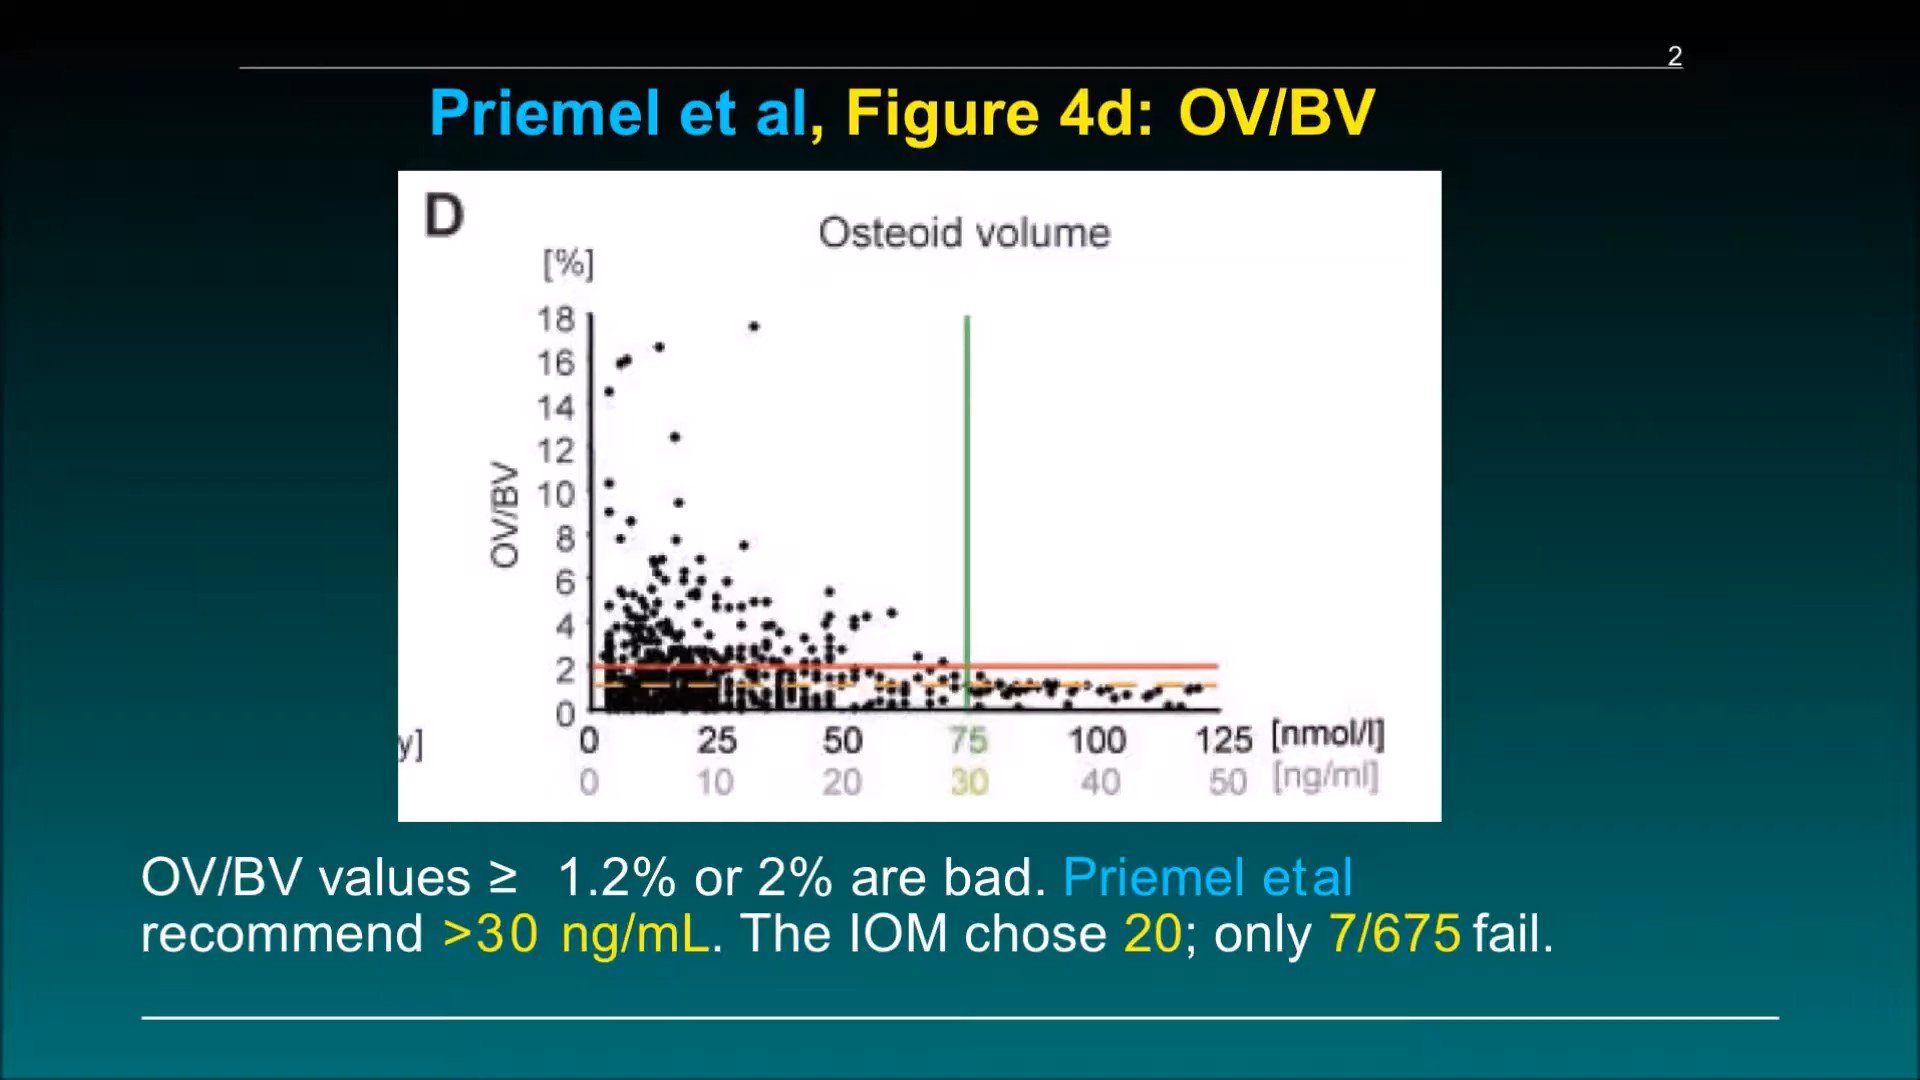 2
Priemel et al, Figure 4d: OV/BV
D
Osteoid volume
[%]
18
16
14
12
10
8
6
4
2
0
OV/BV
y]
0 25 50 75 100 125 [nmol/l]
0 10 20 30 40 50 [ng/ml]
OV/BV values ≥ 1.2% or 2% are bad. Priemel et al
recommend >30 ng/mL. The IOM chose 20; only 7/675 fail.